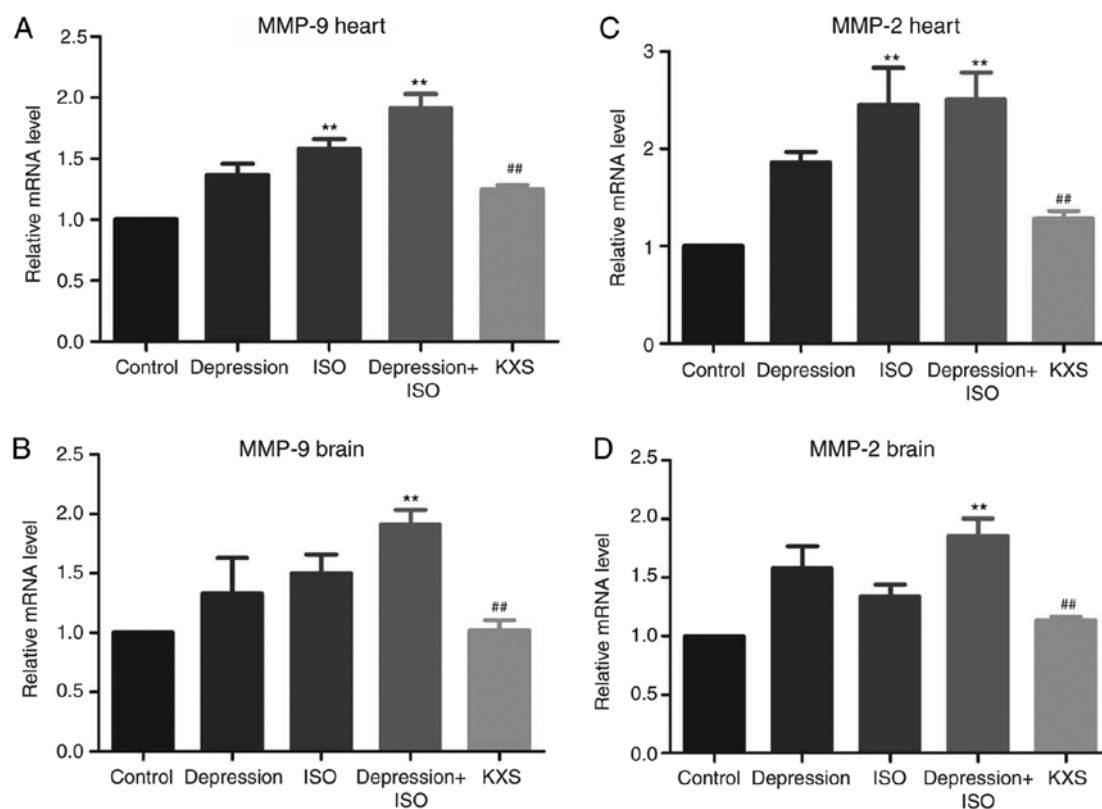 A
MMP-9 heart
Relative mRNA level
2.5
2.0
1.5
1.0
0.5
0.0
**
**
##
Control
Depression
ISO
Depression+
ISO
KXS
C
MMP-2 heart
Relative mRNA level
3
2
1
0
**
**
##
Control
Depression
ISO
Depression+
ISO
KXS
B
MMP-9 brain
Relative mRNA level
2.5
2.0
1.5
1.0
0.5
0.0
**
##
Control
Depression
ISO
Depression+
ISO
KXS
D
MMP-2 brain
Relative mRNA level
2.5
2.0
1.5
1.0
0.5
0.0
**
##
Control
Depression
ISO
Depression+
ISO
KXS